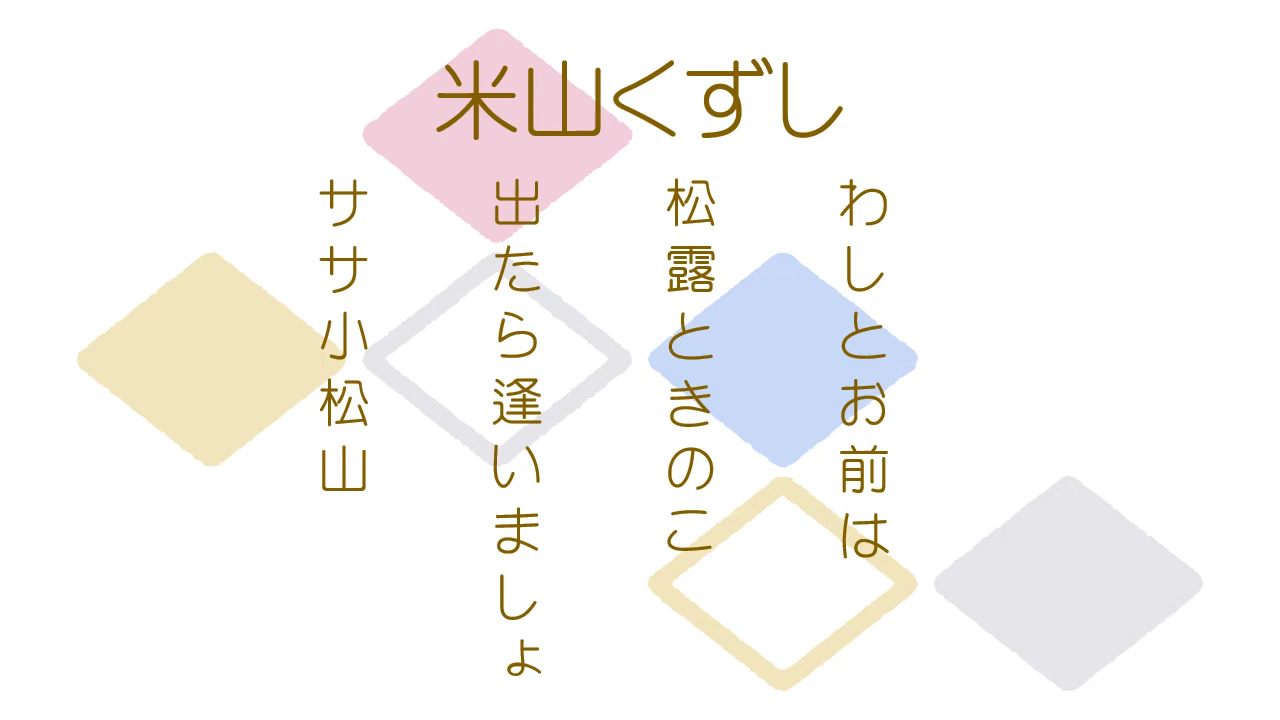 米山くずし
わしとお前は
松露ときのこ
出たら逢いましょ
ササ小松山